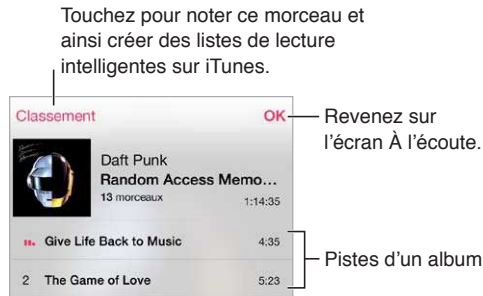 Touchez pour noter ce morceau et
ainsi créer des listes de lecture
intelligentes sur iTunes.
Classement
OK
Revenez sur
l'écran À l'écoute.
Daft Punk
Random Access Memo...
13 morceaux
1:14:35
Give Life Back to Music
4:35
Pistes d'un album
2 The Game of Love
5:23